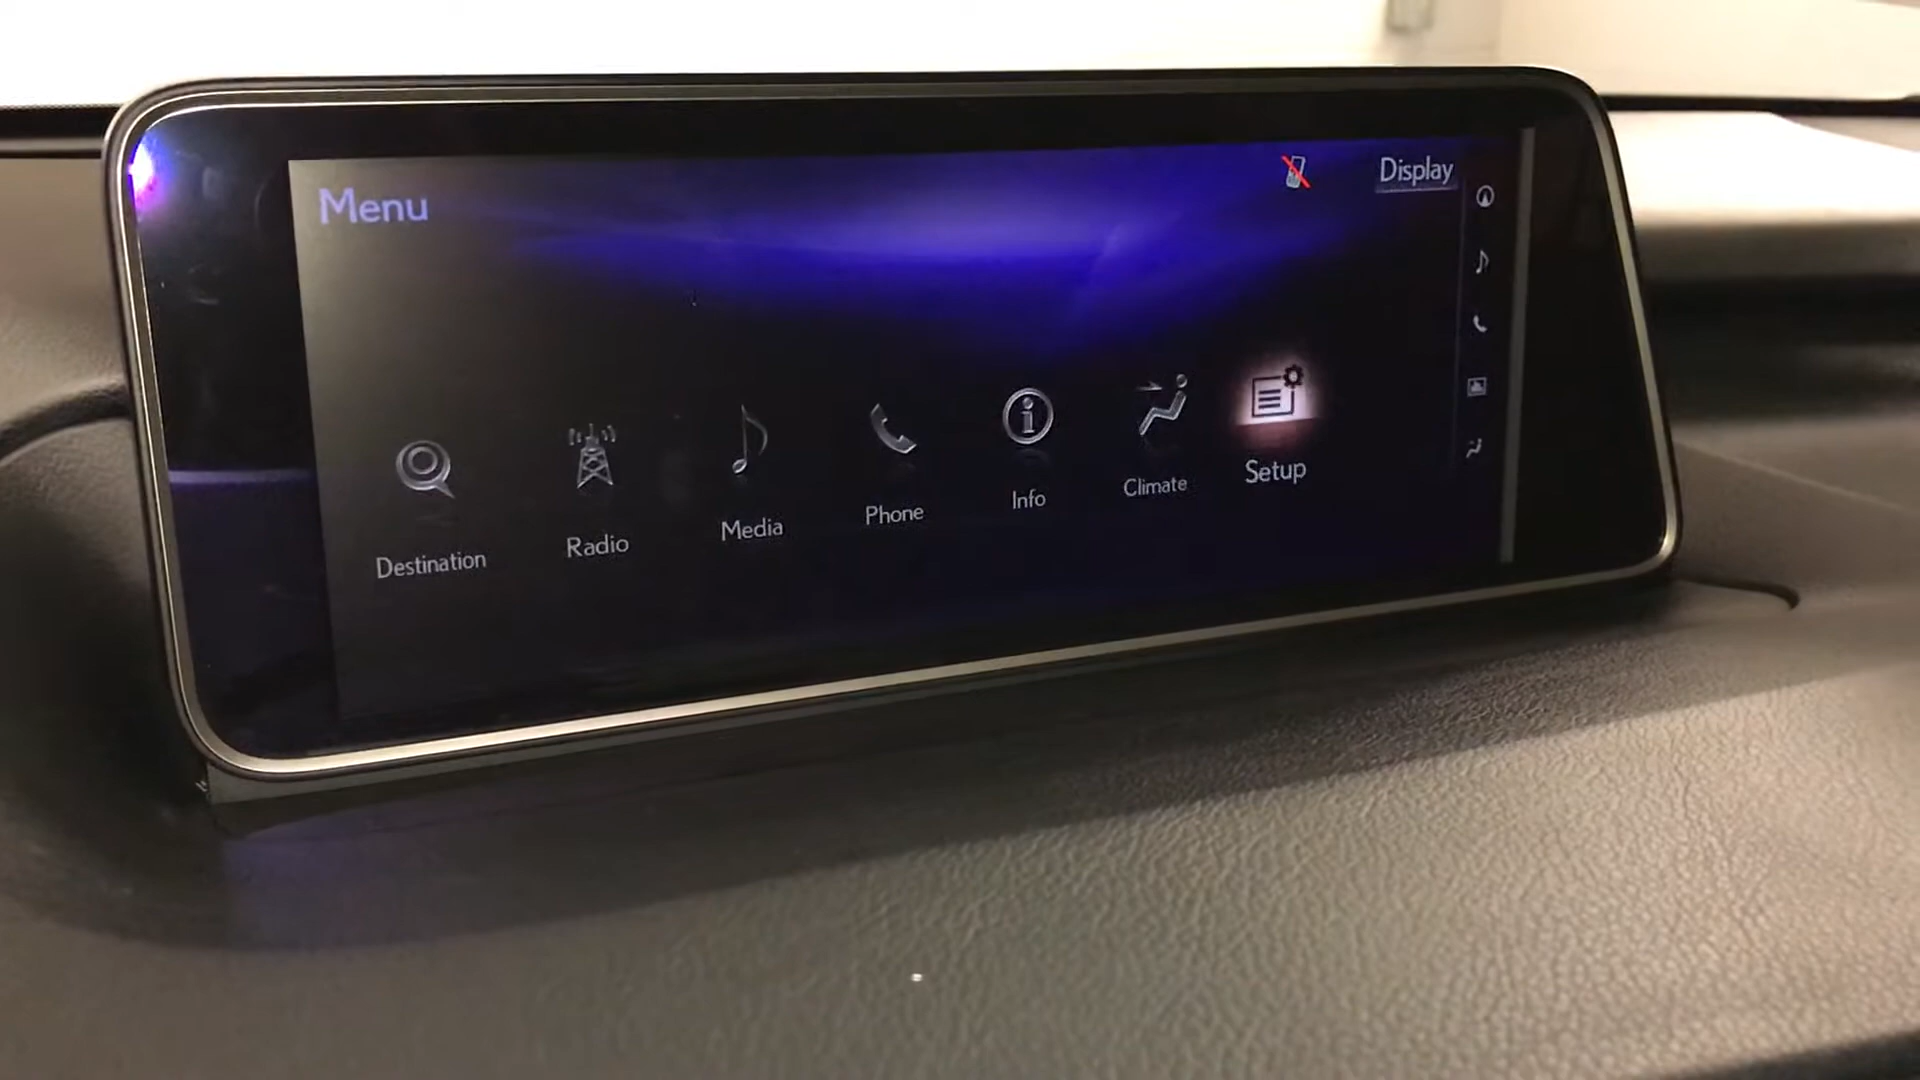 Menu
Display
Destination
Radio
Media
Phone
Info
Climate
Setup